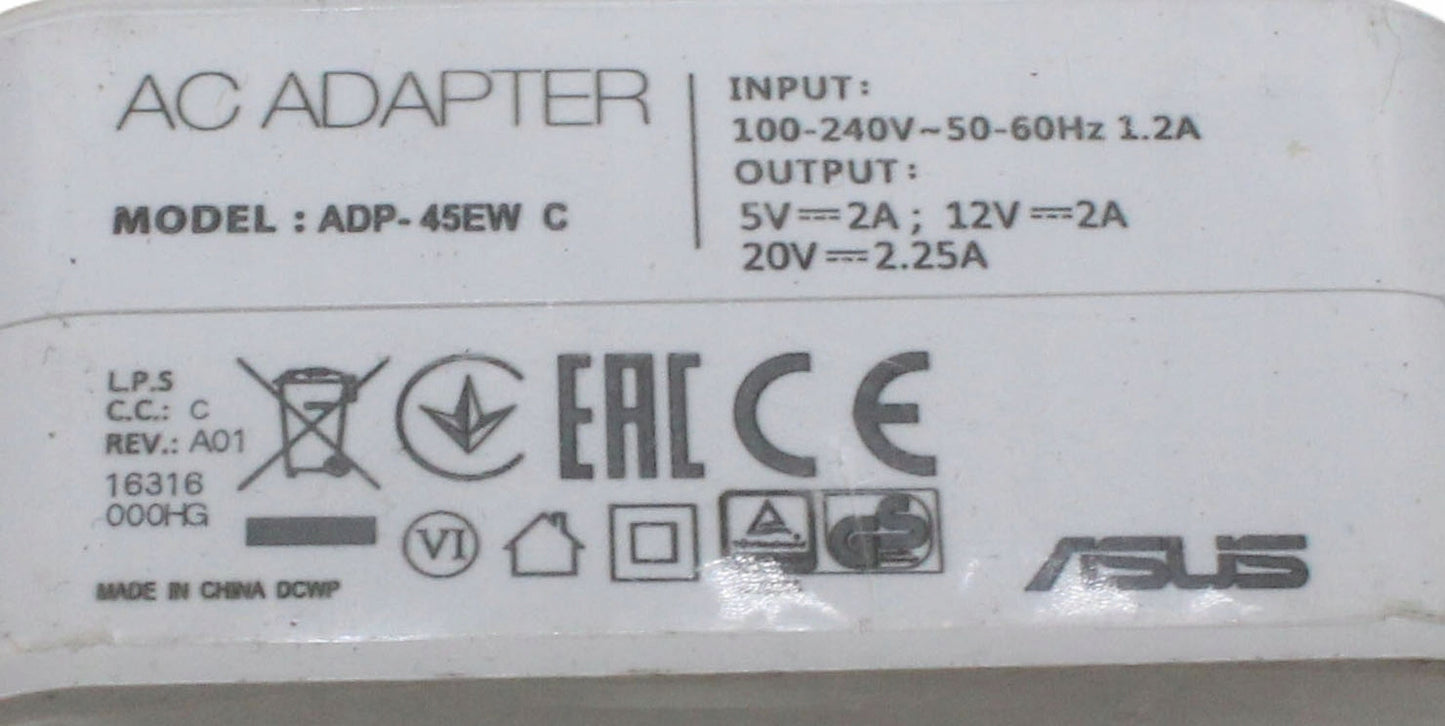 AC ADAPTER
MODEL : ADP-45EW C
INPUT:
100-240V~50-60Hz 1.2A
OUTPUT:
5V⎓2A ; 12V⎓2A
20V⎓2.25A
L.P.S
C.C.: C
REV.: A01
16316
000HG
EAC
CE
VI
GS
MADE IN CHINA DCWP
ASUS